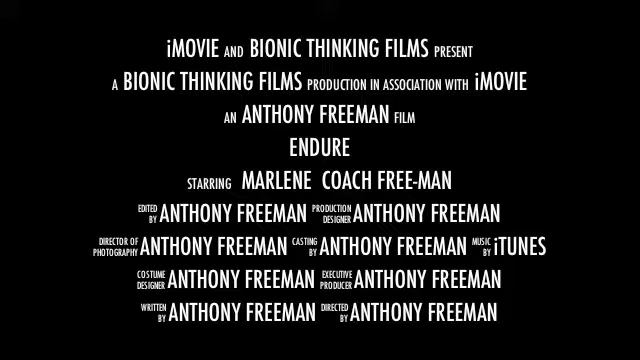 iMOVIE AND BIONIC THINKING FILMS PRESENT
A BIONIC THINKING FILMS PRODUCTION IN ASSOCIATION WITH iMOVIE
AN ANTHONY FREEMAN FILM
ENDURE
STARRING MARLENE COACH FREE-MAN
EDITED BY ANTHONY FREEMAN PRODUCTION DESIGNER ANTHONY FREEMAN
DIRECTOR OF PHOTOGRAPHY ANTHONY FREEMAN CASTING BY ANTHONY FREEMAN MUSIC BY iTUNES
COSTUME DESIGNER ANTHONY FREEMAN EXECUTIVE PRODUCER ANTHONY FREEMAN
WRITTEN BY ANTHONY FREEMAN DIRECTED BY ANTHONY FREEMAN